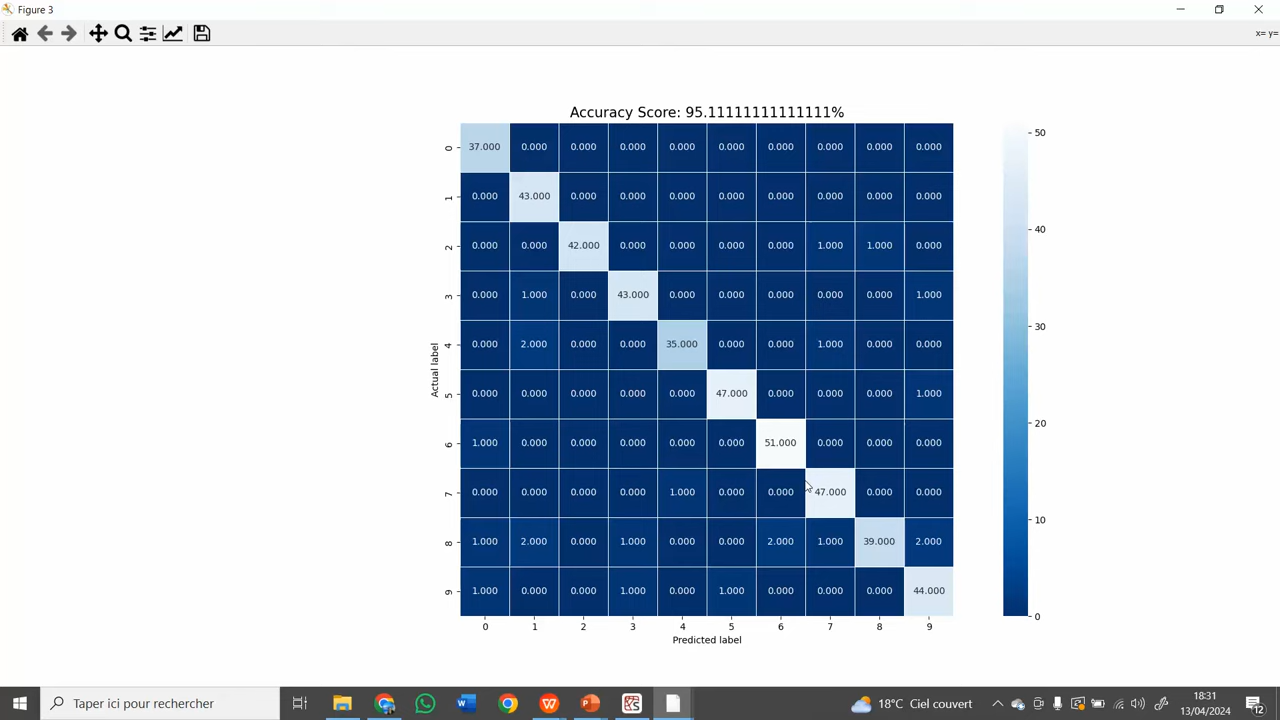 Figure 3
x= y=
Accuracy Score: 95.11111111111111%
0 37.000 0.000 0.000 0.000 0.000 0.000 0.000 0.000 0.000 0.000
1 0.000 43.000 0.000 0.000 0.000 0.000 0.000 0.000 0.000 0.000
2 0.000 0.000 42.000 0.000 0.000 0.000 0.000 1.000 1.000 0.000
3 0.000 1.000 0.000 43.000 0.000 0.000 0.000 0.000 0.000 1.000
4 0.000 2.000 0.000 0.000 35.000 0.000 0.000 1.000 0.000 0.000
5 0.000 0.000 0.000 0.000 0.000 47.000 0.000 0.000 0.000 1.000
6 1.000 0.000 0.000 0.000 0.000 0.000 51.000 0.000 0.000 0.000
7 0.000 0.000 0.000 0.000 1.000 0.000 0.000 47.000 0.000 0.000
8 1.000 2.000 0.000 1.000 0.000 0.000 2.000 1.000 39.000 2.000
9 1.000 0.000 0.000 1.000 0.000 1.000 0.000 0.000 0.000 44.000
0 1 2 3 4 5 6 7 8 9
Actual label
Predicted label
50
40
30
20
10
0
Taper ici pour rechercher
18°C Ciel couvert
18:31
13/04/2024
12